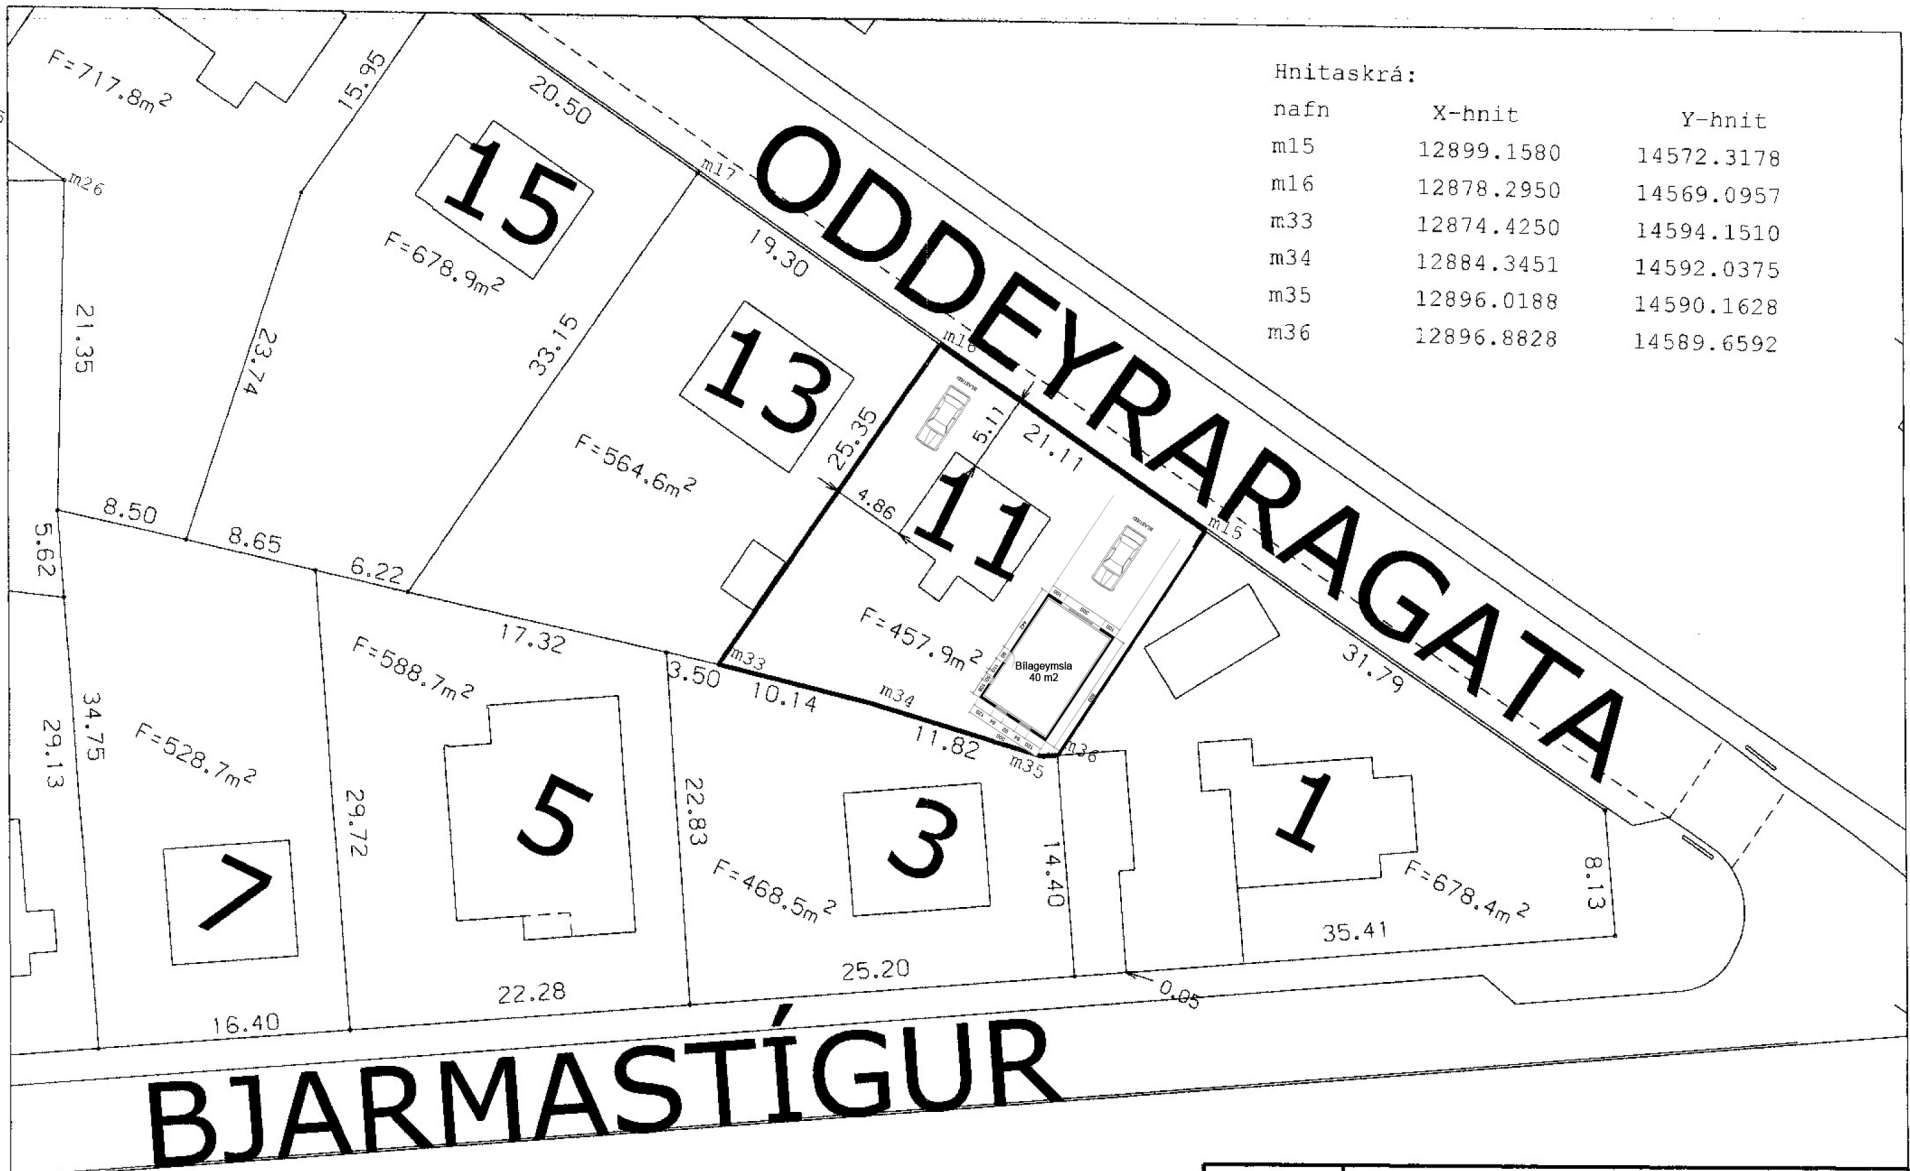 Hnitaskrá:
nafn X-hnit Y-hnit
m15 12899.1580 14572.3178
m16 12878.2950 14569.0957
m33 12874.4250 14594.1510
m34 12884.3451 14592.0375
m35 12896.0188 14590.1628
m36 12896.8828 14589.6592
F=717.8m²
15.95
20.50
m26
15
m17
F=678.9m²
19.30
ODDEYRARAGATA
21.35
23.74
33.15
13
m16
25.35
5.11
21.11
F=564.6m²
4.86
11
m15
8.50
5.62
8.65
6.22
17.32
F=457.9m²
Bílageymsla
40 m2
31.79
F=588.7m²
m33
3.50
10.14
m34
11.82
m35
m36
34.75
29.13
F=528.7m²
29.72
5
22.83
3
F=468.5m²
14.40
1
F=678.4m²
8.13
7
35.41
25.20
0.05
22.28
16.40
BJARMASTÍGUR